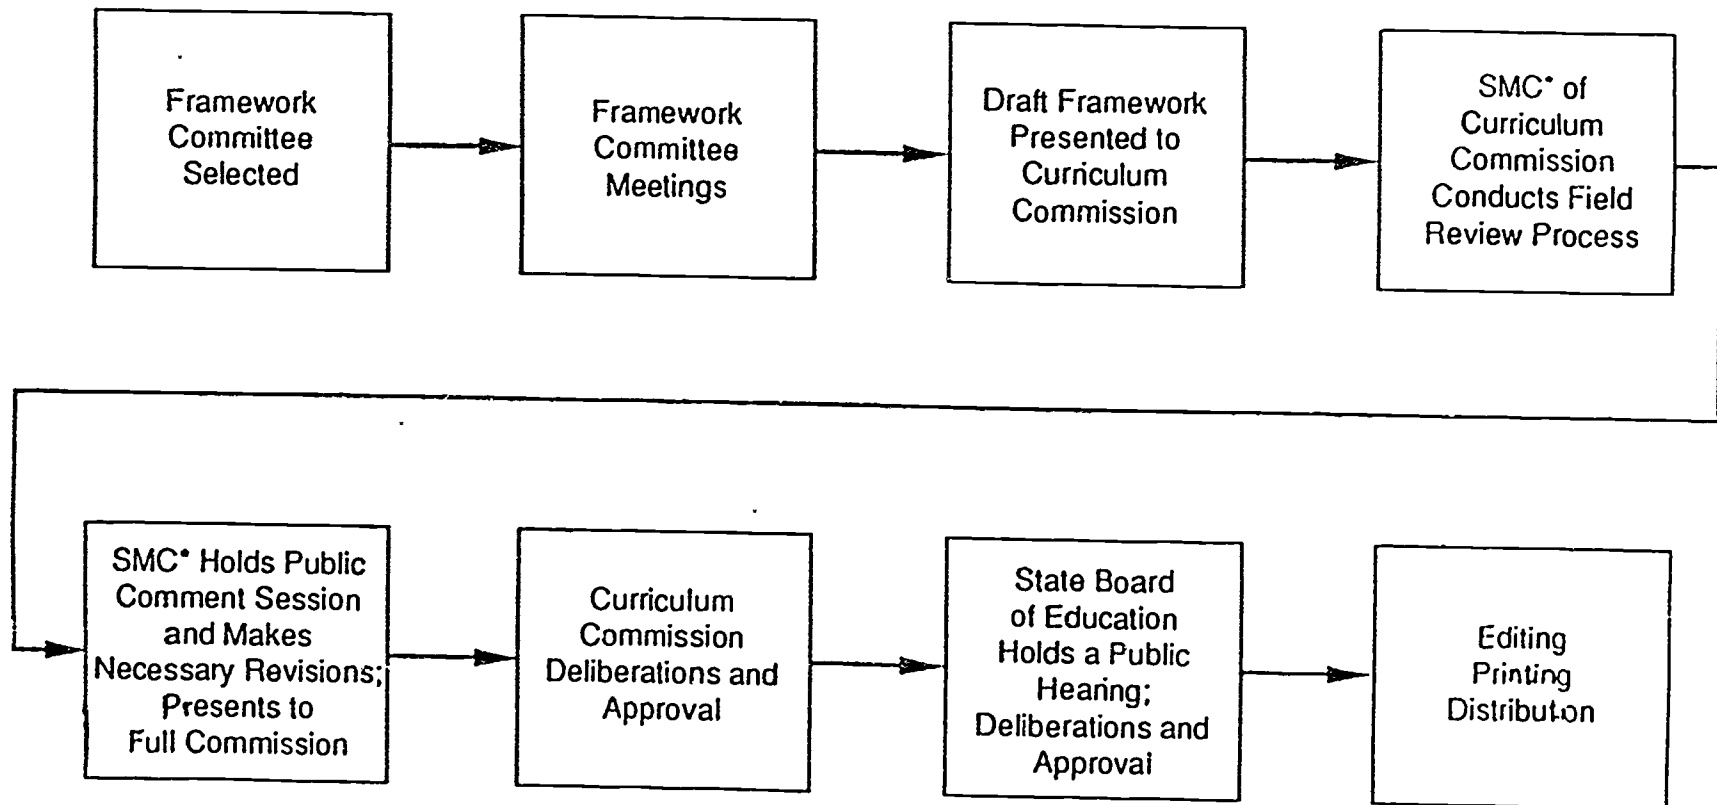 Framework
Committee
Selected
Framework
Committee
Meetings
Draft Framework
Presented to
Curriculum
Commission
SMC* of
Curriculum
Commission
Conducts Field
Review Process
SMC* Holds Public
Comment Session
and Makes
Necessary Revisions;
Presents to
Full Commission
Curriculum
Commission
Deliberations and
Approval
State Board
of Education
Holds a Public
Hearing;
Deliberations and
Approval
Editing
Printing
Distribution